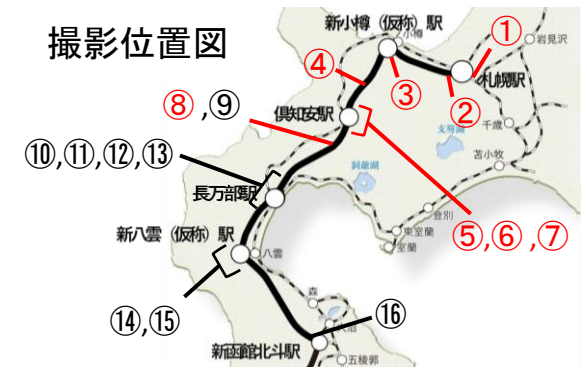 撮影位置図
新小樽（仮称）駅
小樽
①
岩見沢
④
札幌駅
③
②
⑧ ,⑨
倶知安駅
千歳
支笏湖
⑩,⑪,⑫,⑬
苫小牧
洞爺湖
長万部駅
登別
⑤,⑥ ,⑦
東室蘭
室蘭
新八雲（仮称）駅
八雲
森
⑭,⑮
⑯
大沼
新函館北斗駅
五稜郭